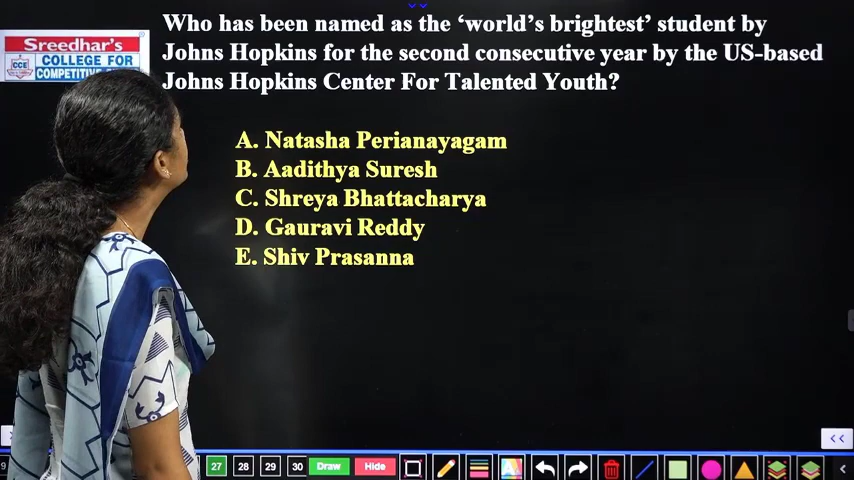 Who has been named as the ‘world’s brightest’ student by
Johns Hopkins for the second consecutive year by the US-based
Johns Hopkins Center For Talented Youth?
Sreedhar's
CCE
COLLEGE FOR
COMPETITIVE
A. Natasha Perianayagam
B. Aadithya Suresh
C. Shreya Bhattacharya
D. Gauravi Reddy
E. Shiv Prasanna
9 27 28 29 30 Draw Hide A